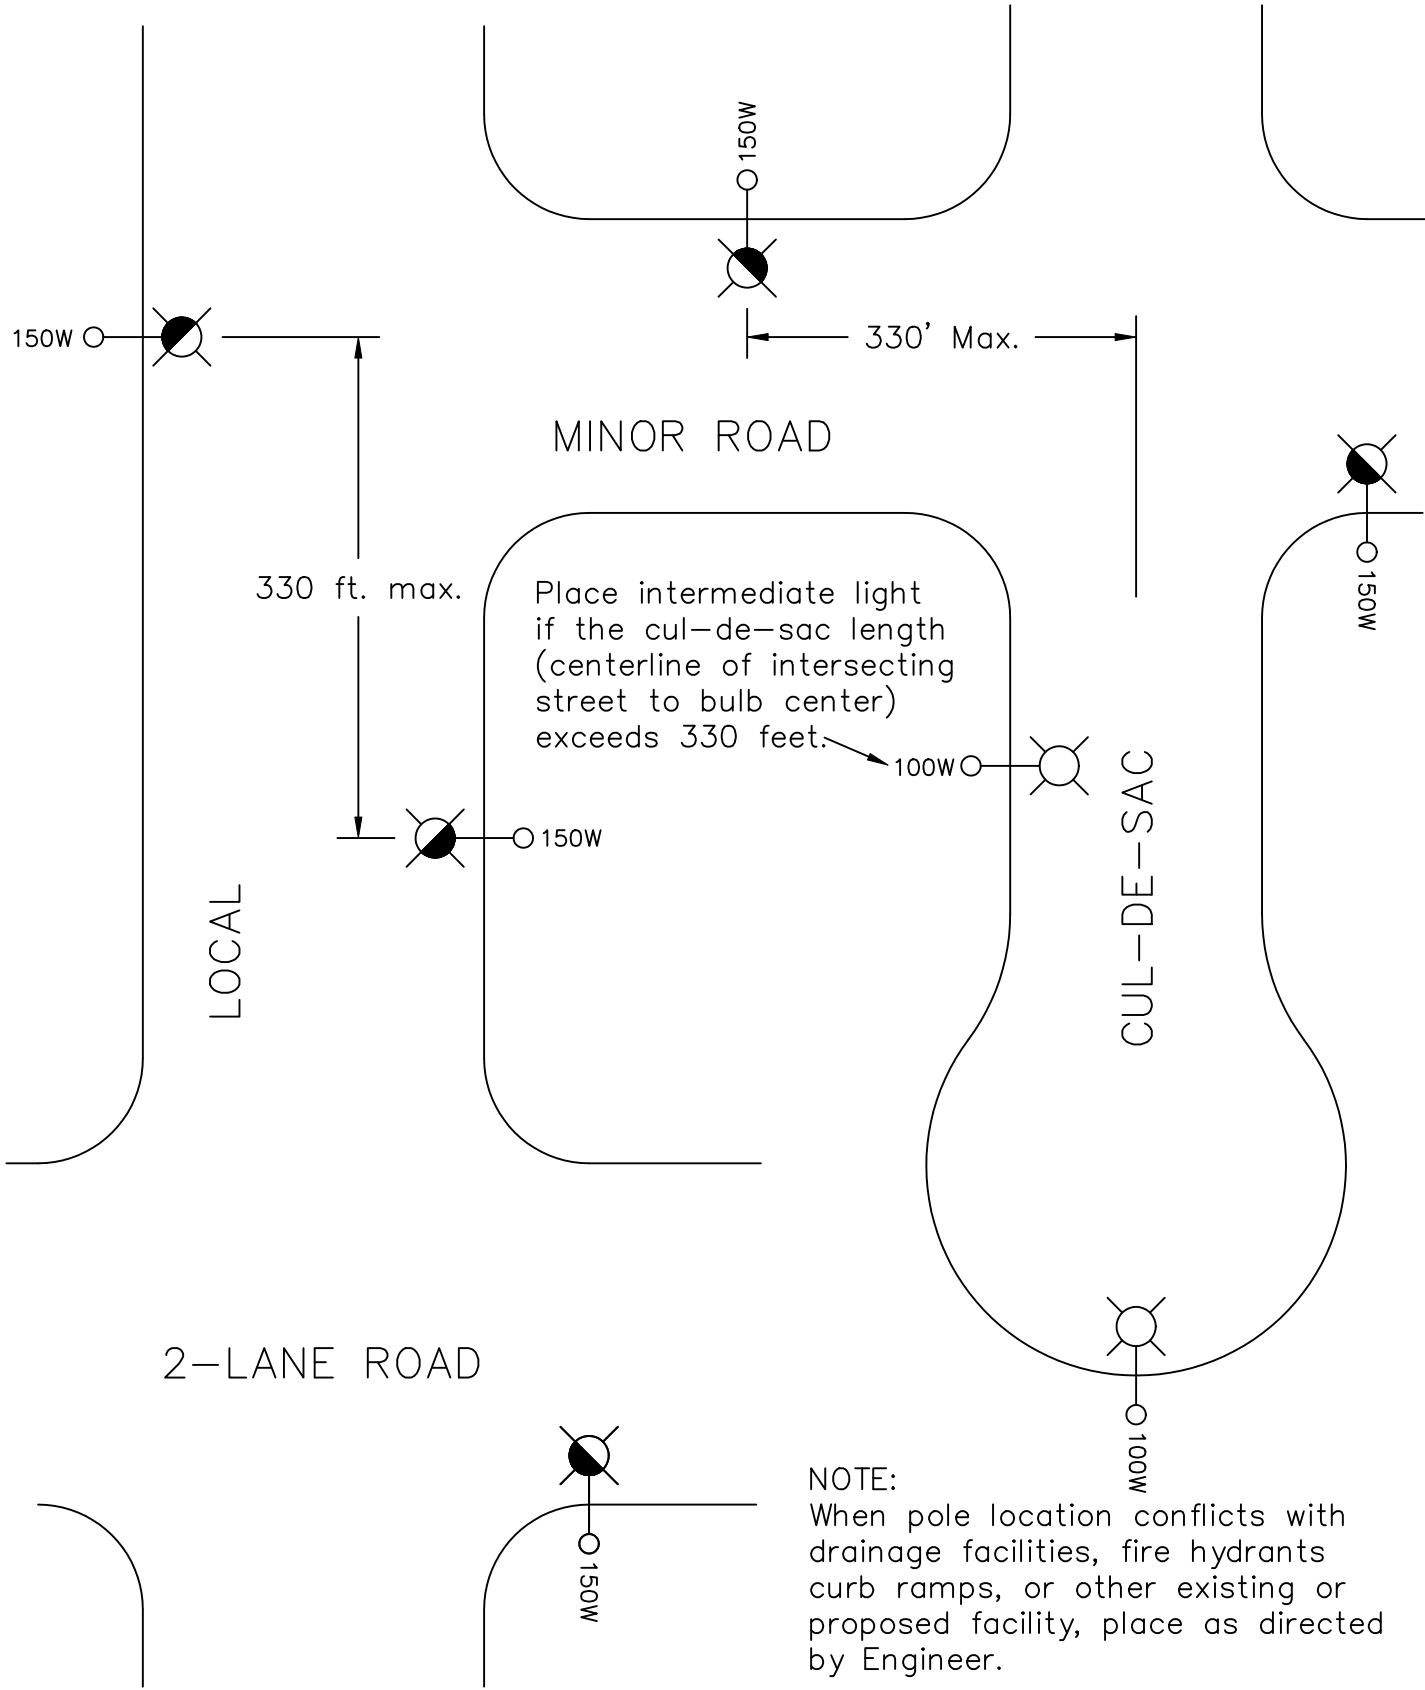 150W
150W
330' Max.
MINOR ROAD
150W
330 ft. max.
Place intermediate light
if the cul-de-sac length
(centerline of intersecting
street to bulb center)
exceeds 330 feet.
100W
150W
LOCAL
CUL-DE-SAC
2-LANE ROAD
150W
100W
NOTE:
When pole location conflicts with
drainage facilities, fire hydrants
curb ramps, or other existing or
proposed facility, place as directed
by Engineer.